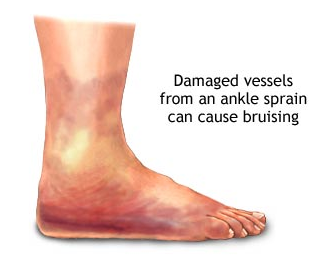 Damaged vessels
from an ankle sprain
can cause bruising